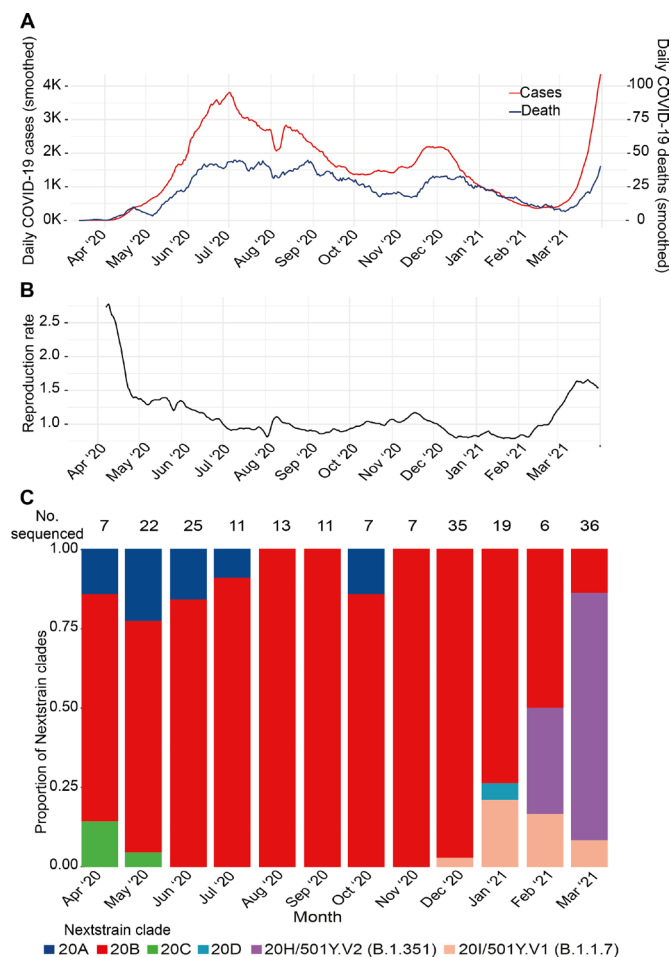 A
Daily COVID-19 cases (smoothed)
4K -
3K -
2K -
1K -
0K -
Cases
Death
- 100
- 75
- 50
- 25
- 0
Daily COVID-19 deaths (smoothed)
Apr '20 May '20 Jun '20 Jul '20 Aug '20 Sep '20 Oct '20 Nov '20 Dec '20 Jan '21 Feb '21 Mar '21
B
Reproduction rate
2.5 -
2.0 -
1.5 -
1.0 -
Apr '20 May '20 Jun '20 Jul '20 Aug '20 Sep '20 Oct '20 Nov '20 Dec '20 Jan '21 Feb '21 Mar '21
C
No.
sequenced 7 22 25 11 13 11 7 7 35 19 6 36
Proportion of Nextstrain clades
1.00
0.75
0.50
0.25
0.00
Apr '20 May '20 Jun '20 Jul '20 Aug '20 Sep '20 Oct '20 Nov '20 Dec '20 Jan '21 Feb '21 Mar '21
Month
Nextstrain clade
20A 20B 20C 20D 20H/501Y.V2 (B.1.351) 20I/501Y.V1 (B.1.1.7)